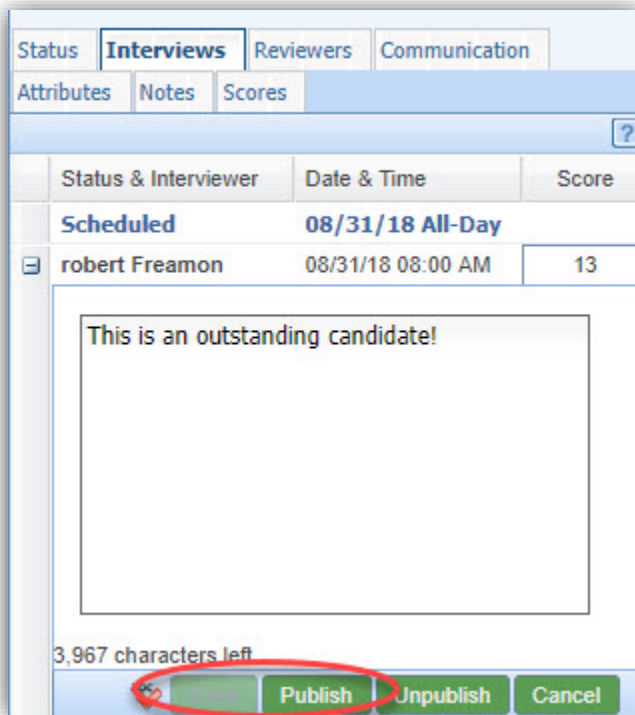 Status Interviews Reviewers Communication
Attributes Notes Scores
?
Status & Interviewer Date & Time Score
Scheduled 08/31/18 All-Day
robert Freamon 08/31/18 08:00 AM 13
This is an outstanding candidate!
3,967 characters left
Publish Unpublish Cancel